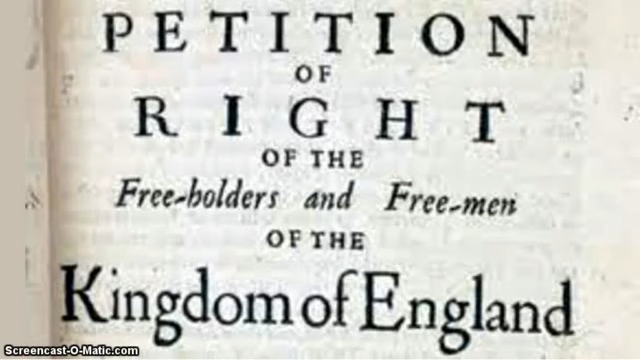 PETITION
OF
RIGHT
OF THE
Free-holders and Free-men
OF THE
Kingdom of England
Screencast-O-Matic.com